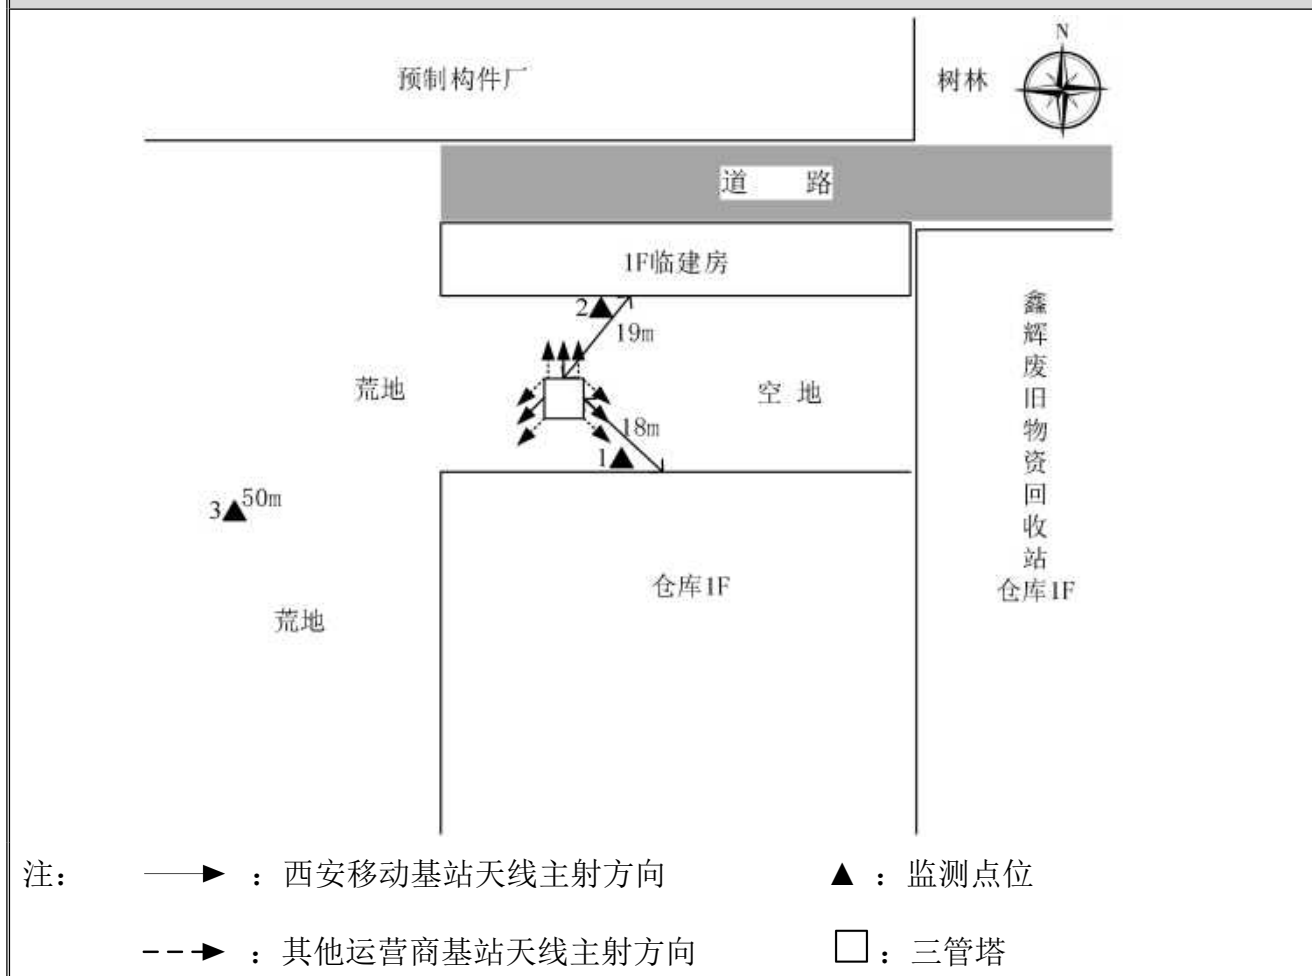 N
预制构件厂
树林
道 路
1F临建房
2
19m
荒地
空 地
18m
1
3
50m
鑫辉废旧物资回收站
仓库1F
仓库1F
荒地
注: ：西安移动基站天线主射方向 ▲ ：监测点位
：其他运营商基站天线主射方向 □：三管塔